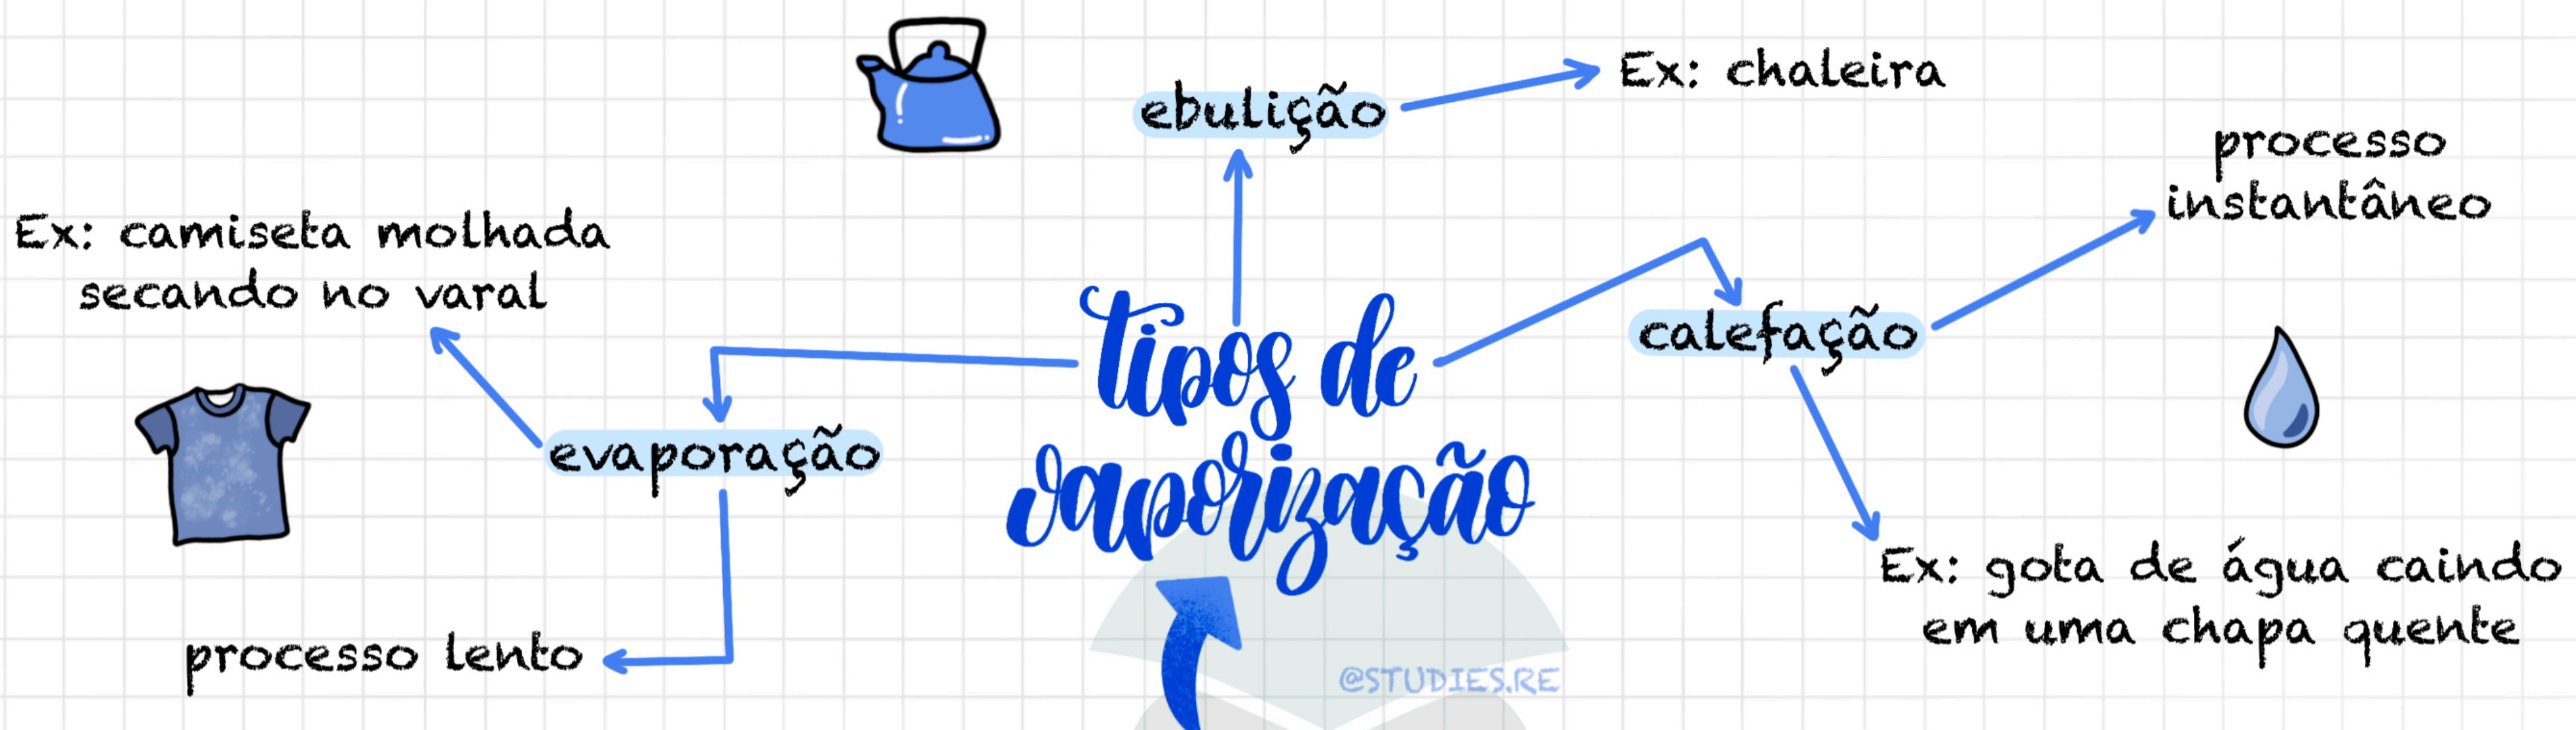 ebulição
Ex: chaleira
processo
instantâneo
Ex: camiseta molhada
secando no varal
calefação
tipos de
vaporização
evaporação
Ex: gota de água caindo
em uma chapa quente
processo lento
@STUDIES.RE